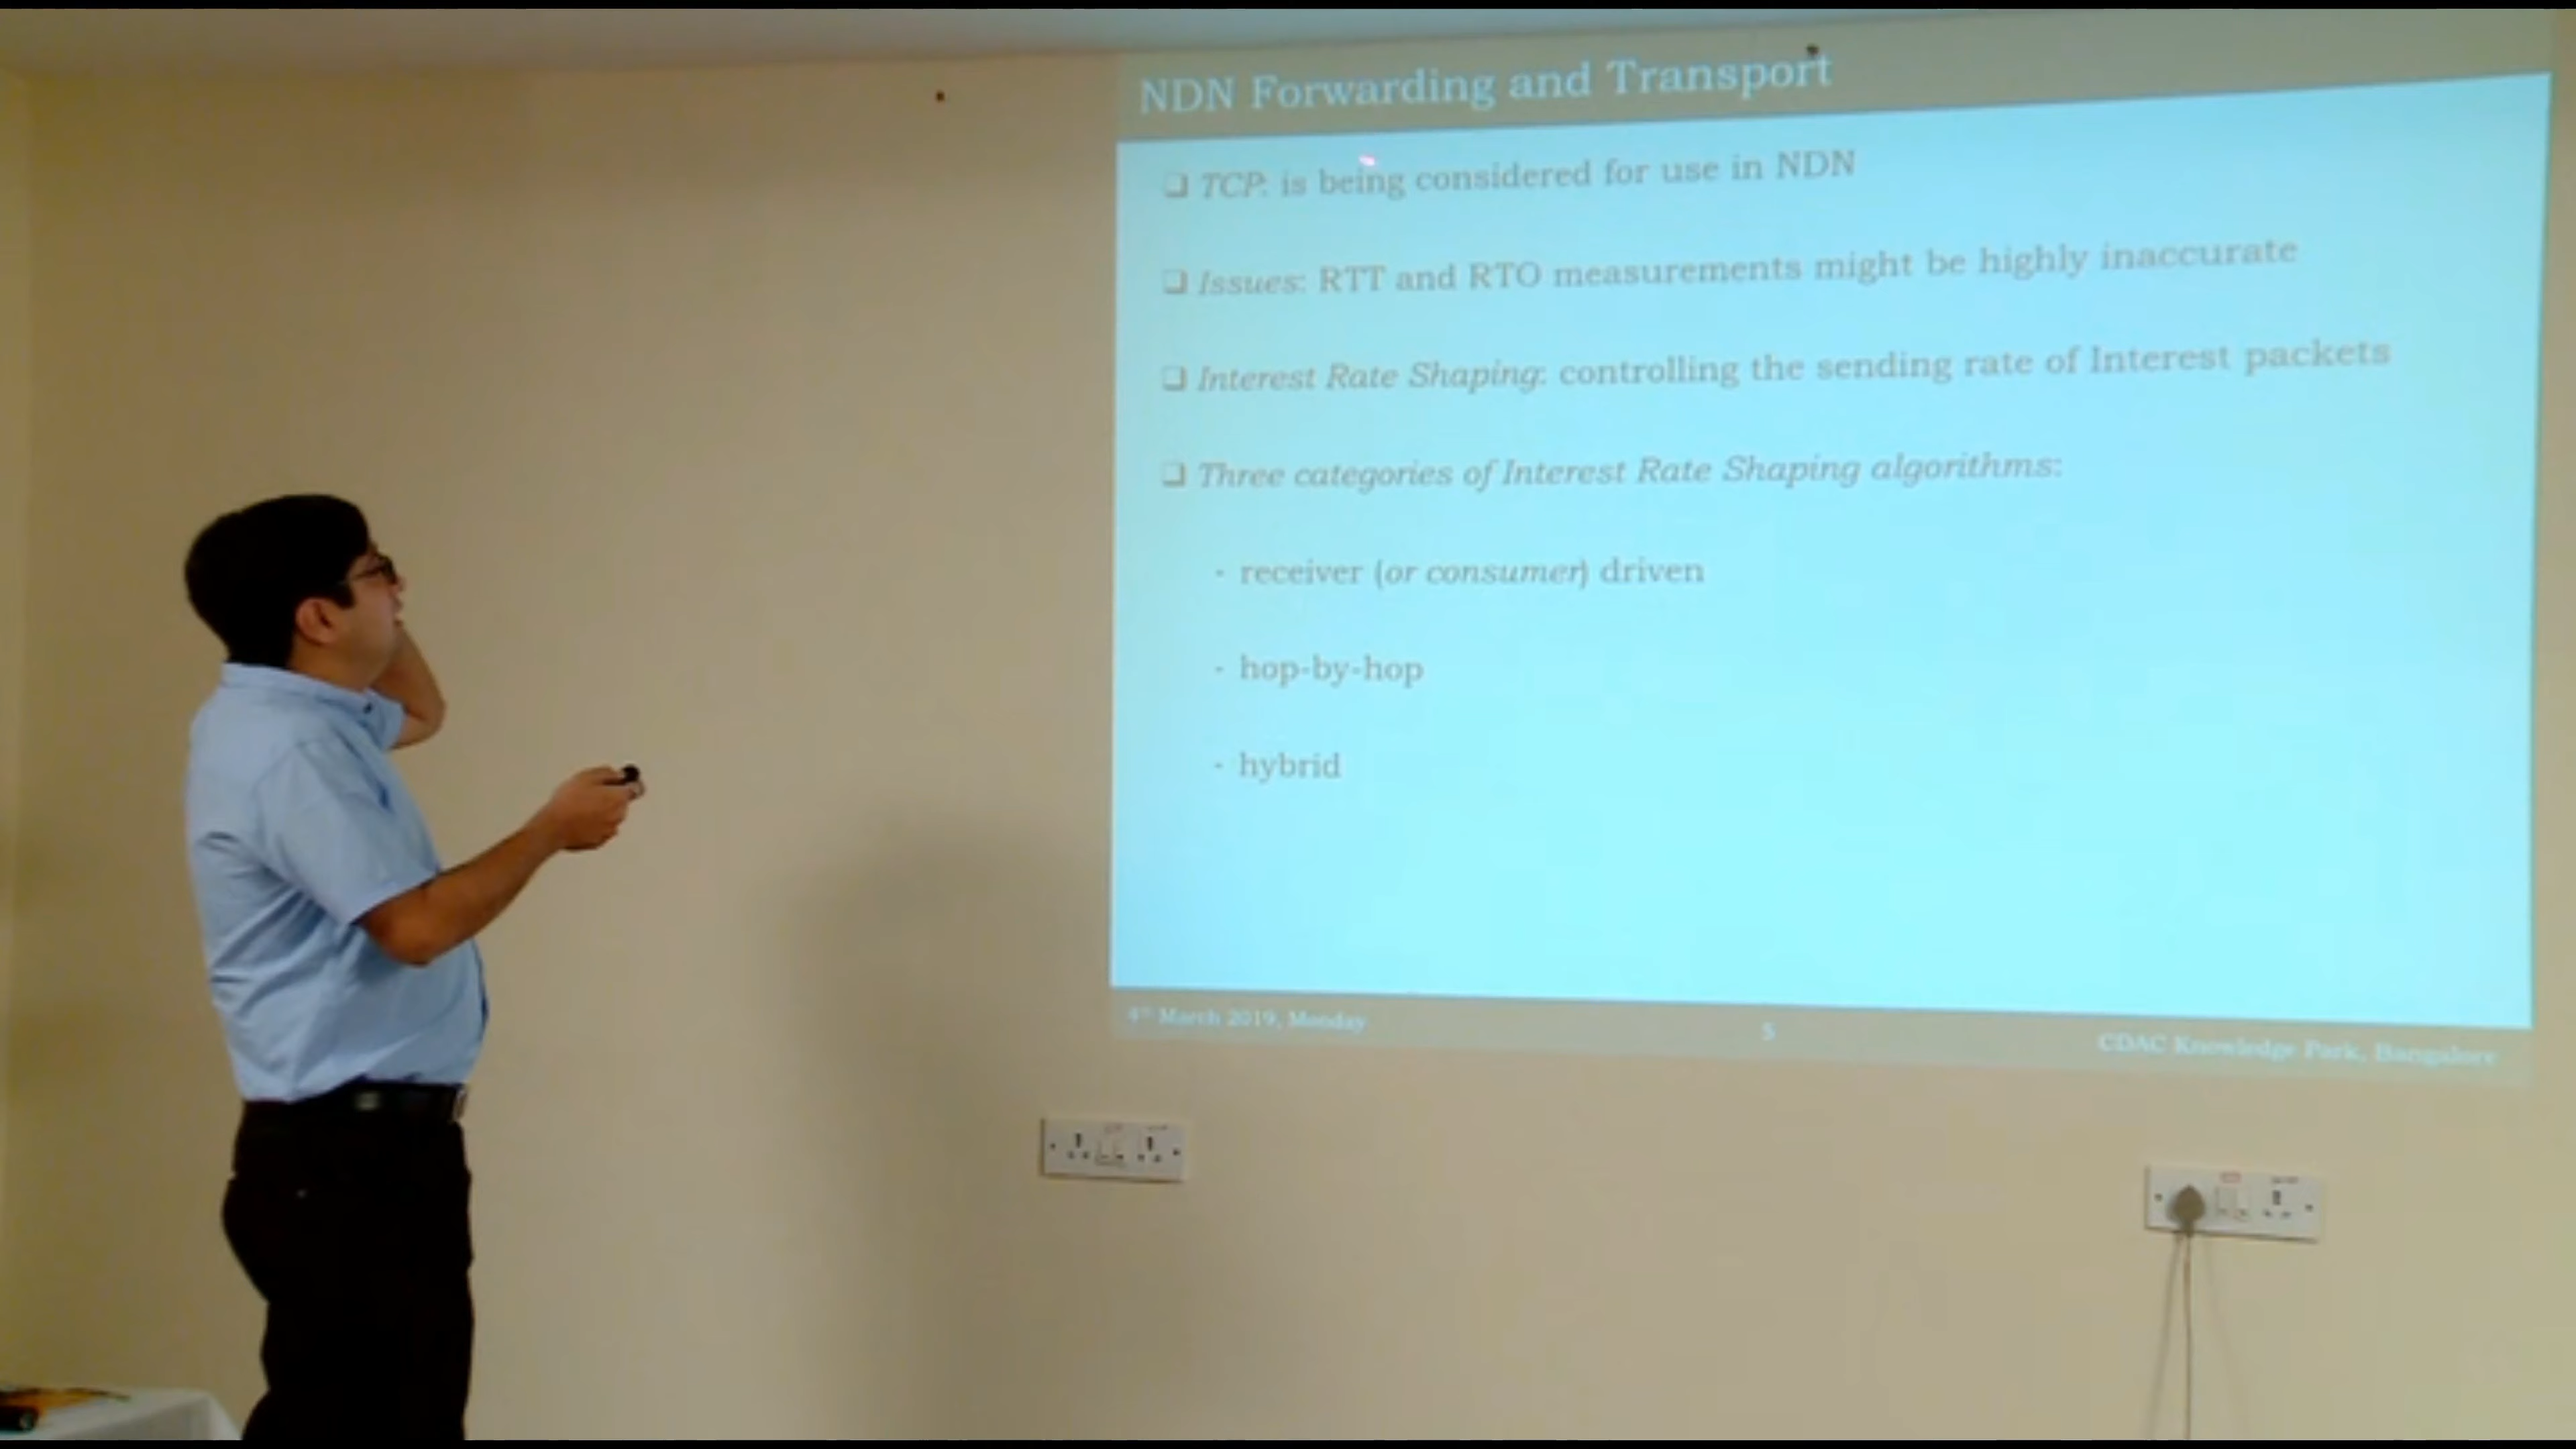 NDN Forwarding and Transport
❑ TCP: is being considered for use in NDN
❑ Issues: RTT and RTO measurements might be highly inaccurate
❑ Interest Rate Shaping: controlling the sending rate of Interest packets
❑ Three categories of Interest Rate Shaping algorithms:
- receiver (or consumer) driven
- hop-by-hop
- hybrid
4th March 2019, Monday
5
CDAC Knowledge Park, Bangalore